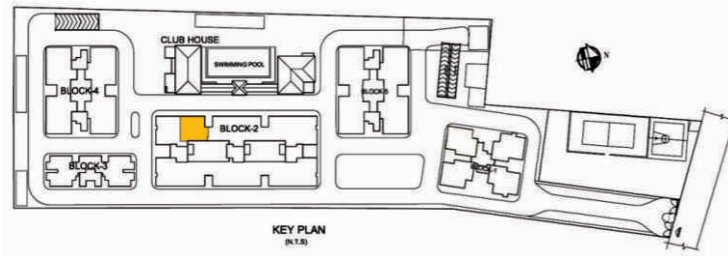 CLUB HOUSE
SWIMMING POOL
N
BLOCK-4
BLOCK-5
BLOCK-2
BLOCK-3
BLOCK-1
KEY PLAN
(N.T.S)